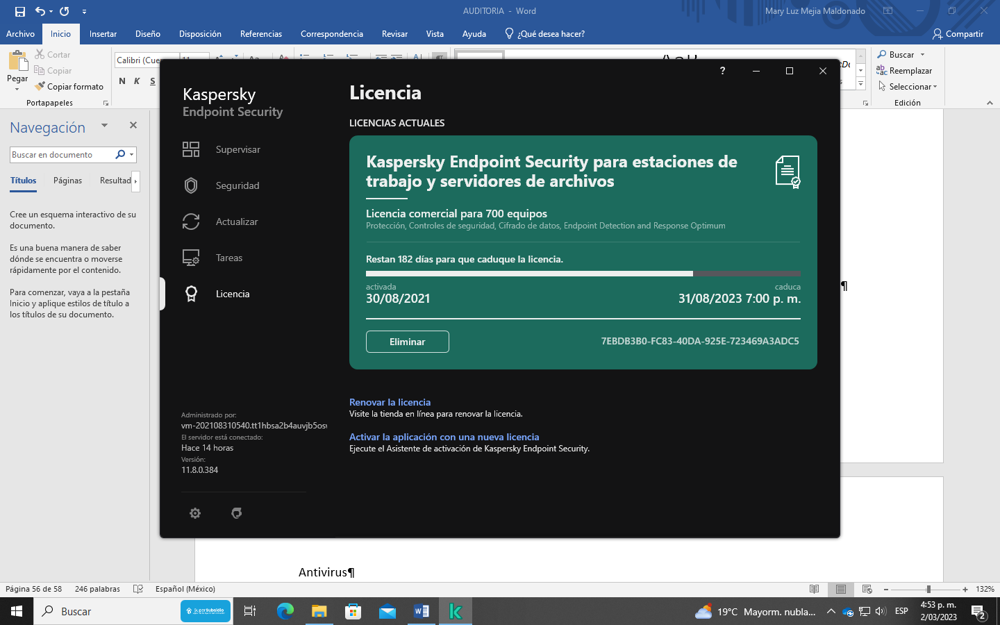 AUDITORIA - Word
Mary Luz Mejia Maldonado
Archivo Inicio Insertar Diseño Disposición Referencias Correspondencia Revisar Vista Ayuda ¿Qué desea hacer? Compartir
Pegar
Cortar
Copiar
Copiar formato
Portapapeles
Calibri (Cue
11
N K S
Buscar
Reemplazar
Seleccionar
Edición
Navegación
Buscar en documento
Títulos Páginas Resultad
Cree un esquema interactivo de su
documento.
Es una buena manera de saber
dónde se encuentra o moverse
rápidamente por el contenido.
Para comenzar, vaya a la pestaña
Inicio y aplique estilos de título a
los títulos de su documento.
Kaspersky
Endpoint Security
Supervisar
Seguridad
Actualizar
Tareas
Licencia
Administrado por:
vm-202108310540.tt1hbsa2b4auvjb5os
El servidor está conectado:
Hace 14 horas
Versión:
11.8.0.384
?
Licencia
LICENCIAS ACTUALES
Kaspersky Endpoint Security para estaciones de
trabajo y servidores de archivos
Licencia comercial para 700 equipos
Protección, Controles de seguridad, Cifrado de datos, Endpoint Detection and Response Optimum
Restan 182 días para que caduque la licencia.
activada caduca
30/08/2021 31/08/2023 7:00 p. m.
Eliminar 7EBDB3B0-FC83-40DA-925E-723469A3ADC5
Renovar la licencia
Visite la tienda en línea para renovar la licencia.
Activar la aplicación con una nueva licencia
Ejecute el Asistente de activación de Kaspersky Endpoint Security.
¶
Antivirus¶
Página 56 de 58 246 palabras Español (México) 132%
Buscar
SuperSubsidio
19°C Mayorm. nubla... ESP
4:53 p. m.
2/03/2023
2